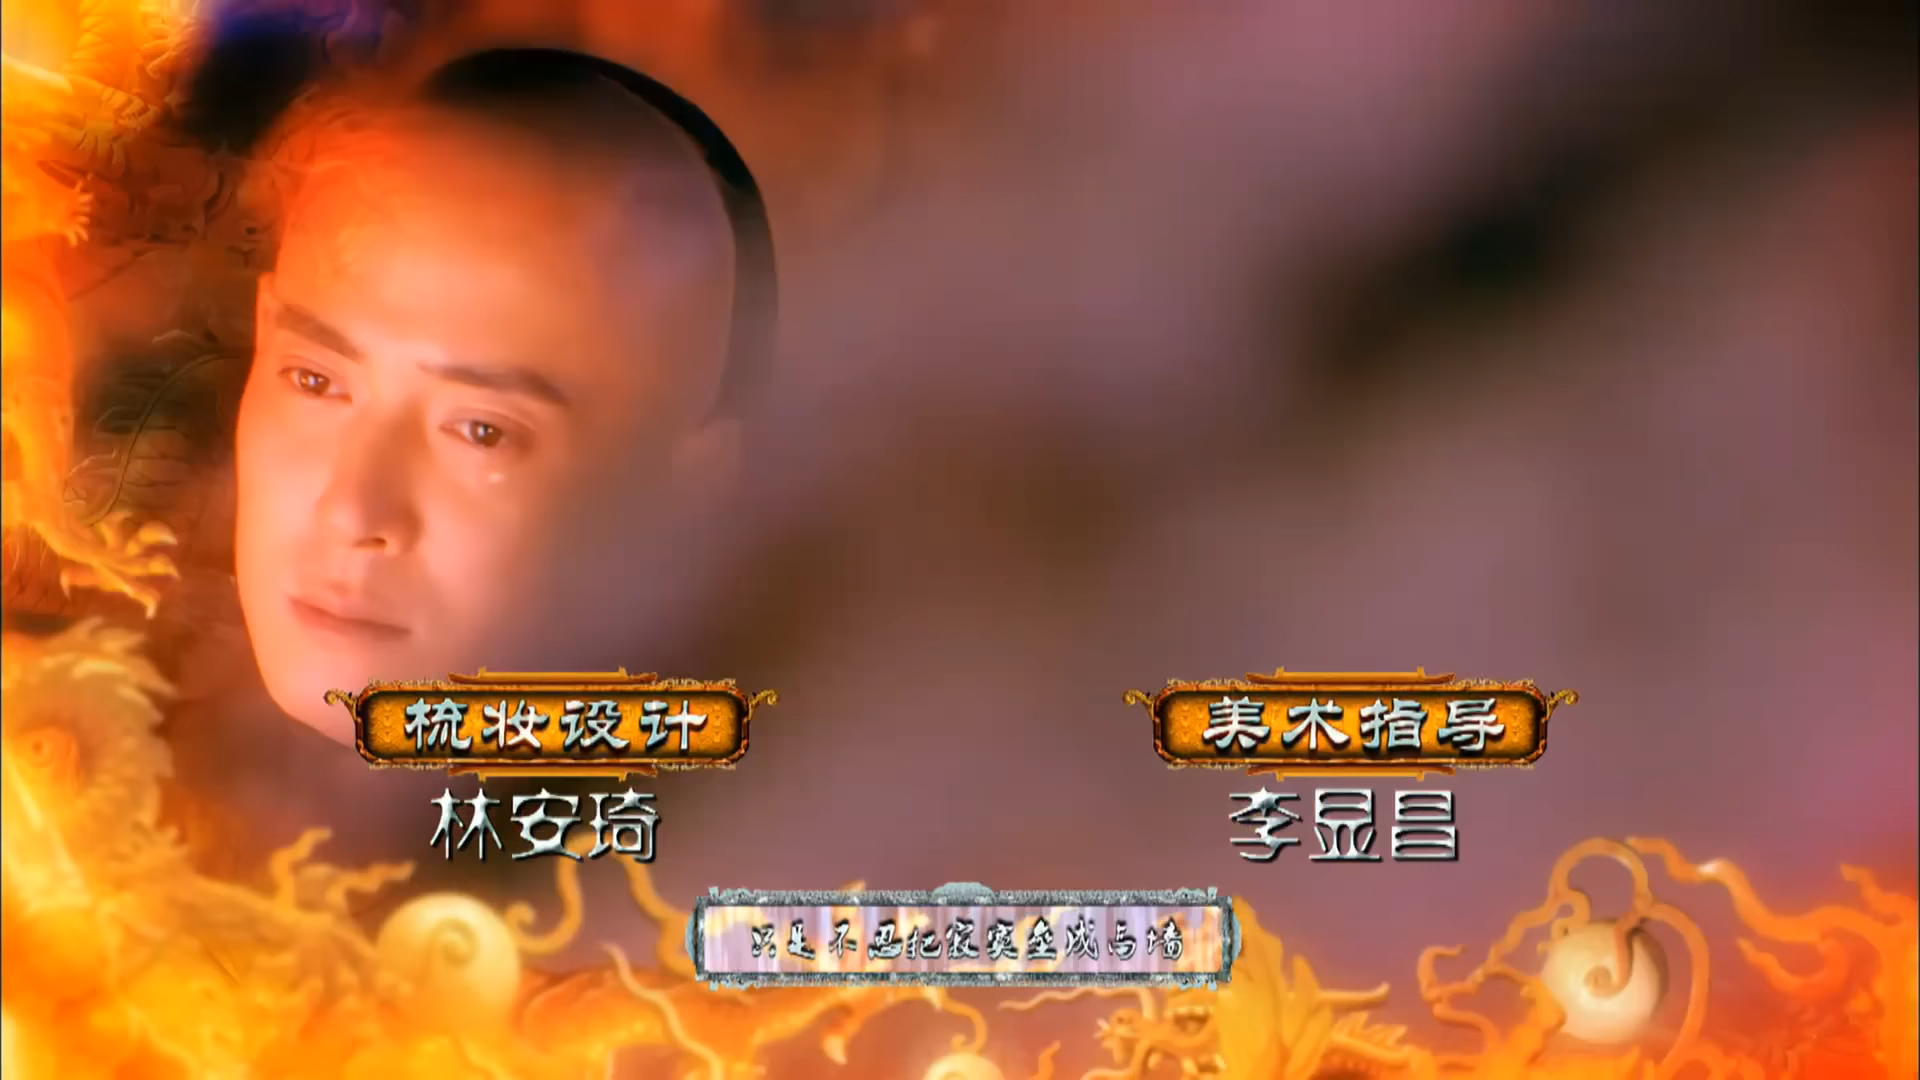 梳妆设计
林安琦
美术指导
李显昌
只是不忍把寂寞垒成高墙